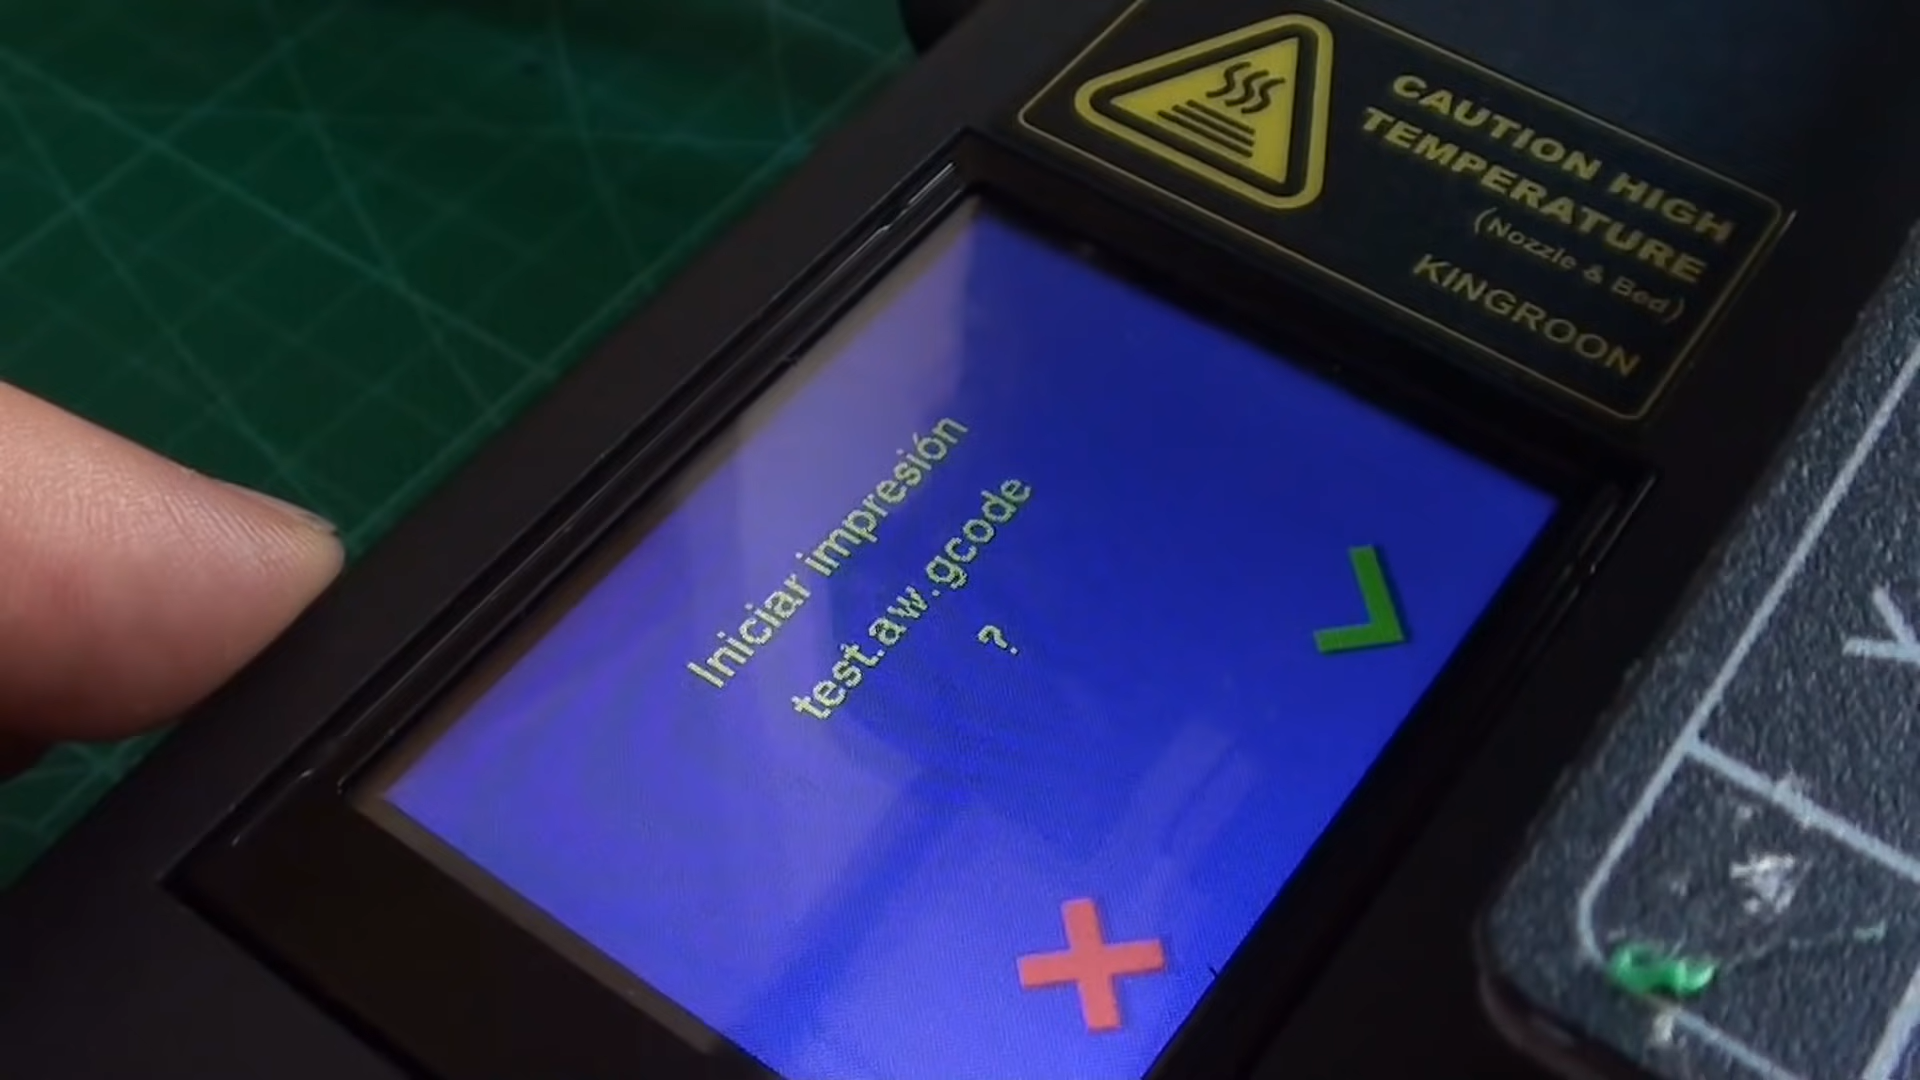 CAUTION HIGH
TEMPERATURE
(Nozzle & Bed)
KINGROON
Iniciar impresión
test.aw.gcode
?
Y